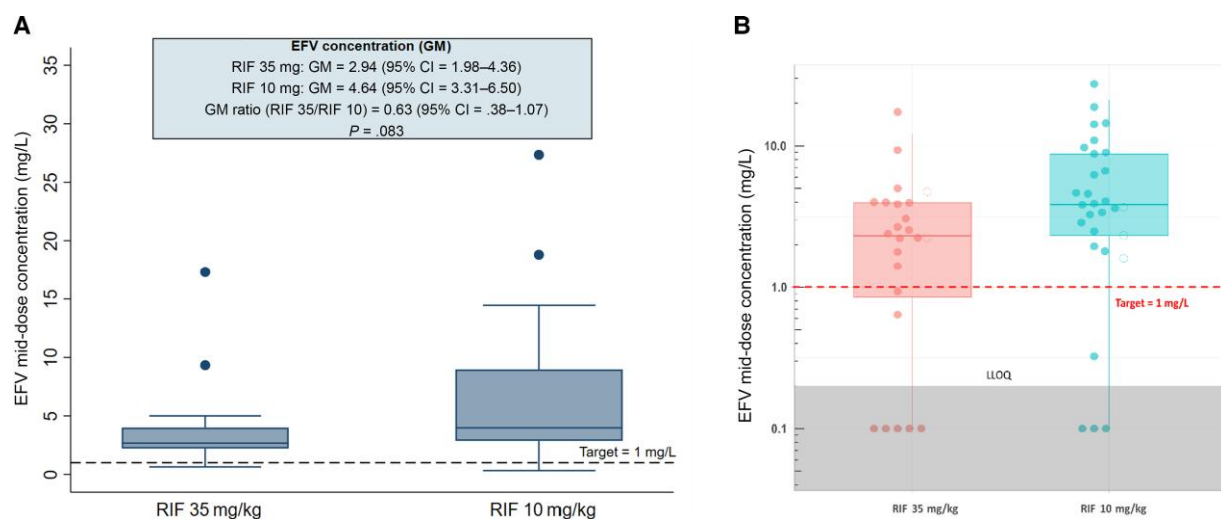 A
EFV concentration (GM)
RIF 35 mg: GM = 2.94 (95% CI = 1.98–4.36)
RIF 10 mg: GM = 4.64 (95% CI = 3.31–6.50)
GM ratio (RIF 35/RIF 10) = 0.63 (95% CI = .38–1.07)
P = .083
EFV mid-dose concentration (mg/L)
35
30
25
20
15
10
5
0
Target = 1 mg/L
RIF 35 mg/kg
RIF 10 mg/kg
B
EFV mid-dose concentration (mg/L)
10.0
1.0
0.1
Target = 1 mg/L
LLOQ
RIF 35 mg/kg
RIF 10 mg/kg